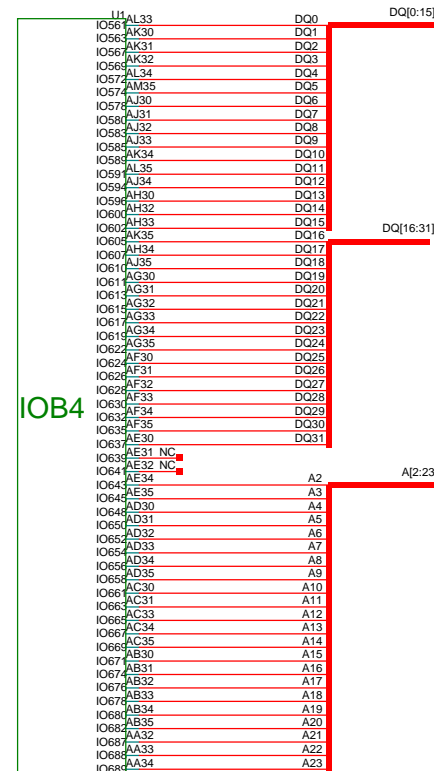 U1 DQ[0:15]
IO561 AL33 DQ0
IO563 AK30 DQ1
IO567 AK31 DQ2
IO569 AK32 DQ3
IO572 AL34 DQ4
IO574 AM35 DQ5
IO578 AJ30 DQ6
IO580 AJ31 DQ7
IO583 AJ32 DQ8
IO585 AJ33 DQ9
IO589 AK34 DQ10
IO591 AL35 DQ11
IO594 AJ34 DQ12
IO596 AH30 DQ13
IO600 AH32 DQ14
IO602 AH33 DQ15
DQ[16:31]
IO605 AK35 DQ16
IO607 AH34 DQ17
IO610 AJ35 DQ18
IO611 AG30 DQ19
IO613 AG31 DQ20
IO615 AG32 DQ21
IO617 AG33 DQ22
IO619 AG34 DQ23
IO622 AG35 DQ24
IO624 AF30 DQ25
IO626 AF31 DQ26
IO628 AF32 DQ27
IO630 AF33 DQ28
IOB4
IO632 AF34 DQ29
IO635 AF35 DQ30
IO637 AE30 DQ31
IO639 AE31 NC
IO641 AE32 NC
A[2:23
IO643 AE34 A2
IO645 AE35 A3
IO648 AD30 A4
IO650 AD31 A5
IO652 AD32 A6
IO654 AD33 A7
IO656 AD34 A8
IO658 AD35 A9
IO661 AC30 A10
IO663 AC31 A11
IO665 AC33 A12
IO667 AC34 A13
IO669 AC35 A14
IO671 AB30 A15
IO674 AB31 A16
IO676 AB32 A17
IO678 AB33 A18
IO680 AB34 A19
IO682 AB35 A20
IO687 AA32 A21
IO688 AA33 A22
IO689 AA34 A23